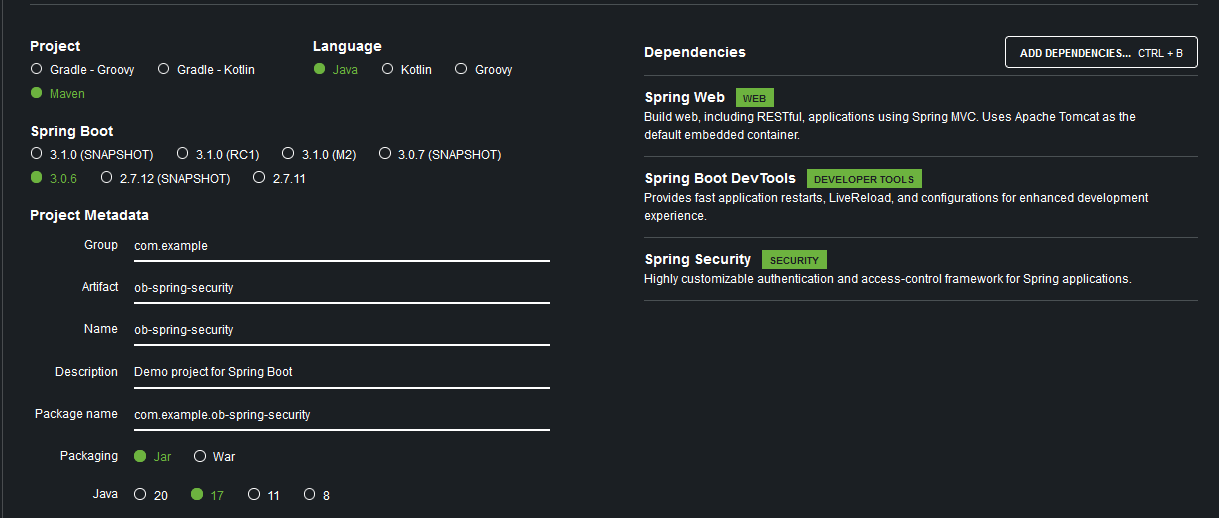 Project
Gradle - Groovy Gradle - Kotlin
Maven
Language
Java Kotlin Groovy
Spring Boot
3.1.0 (SNAPSHOT) 3.1.0 (RC1) 3.1.0 (M2) 3.0.7 (SNAPSHOT)
3.0.6 2.7.12 (SNAPSHOT) 2.7.11
Project Metadata
Group com.example
Artifact ob-spring-security
Name ob-spring-security
Description Demo project for Spring Boot
Package name com.example.ob-spring-security
Packaging Jar War
Java 20 17 11 8
Dependencies ADD DEPENDENCIES... CTRL + B
Spring Web WEB
Build web, including RESTful, applications using Spring MVC. Uses Apache Tomcat as the
default embedded container.
Spring Boot DevTools DEVELOPER TOOLS
Provides fast application restarts, LiveReload, and configurations for enhanced development
experience.
Spring Security SECURITY
Highly customizable authentication and access-control framework for Spring applications.